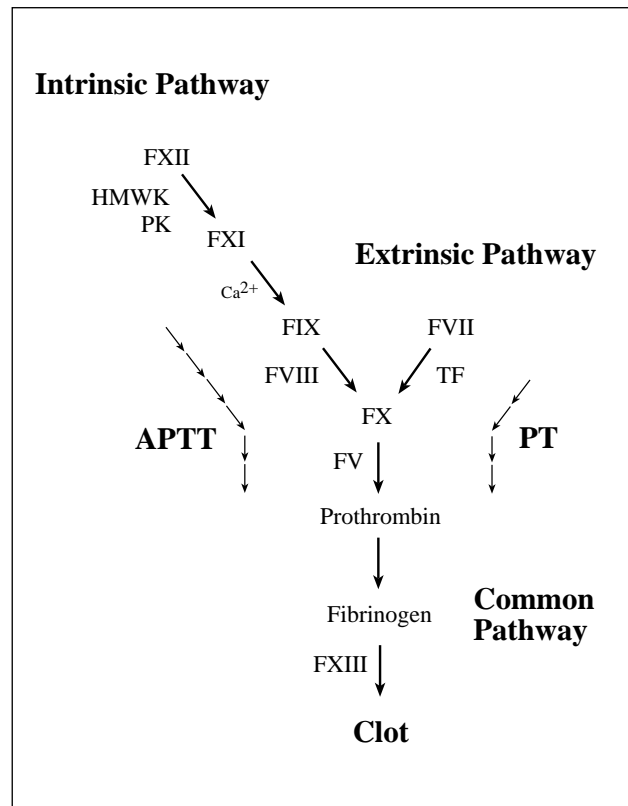 Intrinsic Pathway
FXII
HMWK
PK
FXI
Extrinsic Pathway
Ca2+
FIX
FVII
FVIII
TF
FX
APTT
PT
FV
Prothrombin
Fibrinogen
Common
Pathway
FXIII
Clot